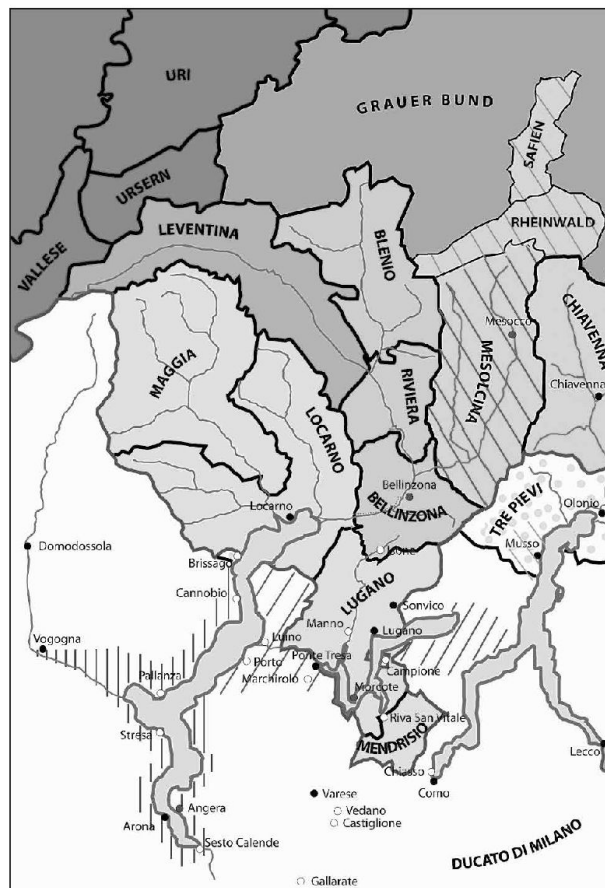 URI
GRAUER BUND
SAFIEN
URSERN
RHEINWALD
LEVENTINA
BLENIO
VALLESE
CHIAVENNA
Mesocco
MAGGIA
MESOLCINA
RIVIERA
Chiavenna
LOCARNO
Bellinzona
TRE PIEVI
Olonio
Locarno
BELLINZONA
Domodossola
Isone
Musso
Brissago
LUGANO
Cannobio
Sonvico
Manno
Lugano
Luino
Vogogna
Ponte Tresa
Porto
Campione
Marchirolo
Pallanza
Morcote
Riva San Vitale
Stresa
MENDRISIO
Lecco
Chiasso
Como
Varese
Angera
Vedano
Arona
Castiglione
Sesto Calende
DUCATO DI MILANO
Gallarate